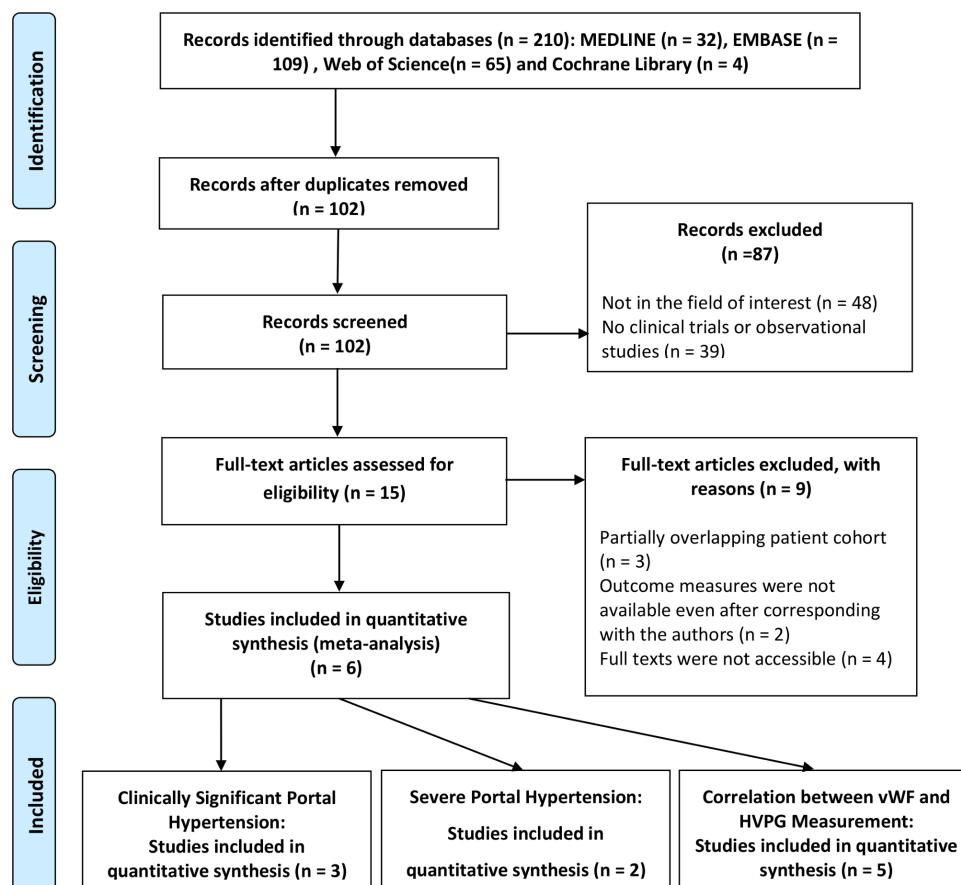 Identification
Records identified through databases (n = 210): MEDLINE (n = 32), EMBASE (n =
109) , Web of Science(n = 65) and Cochrane Library (n = 4)
Records after duplicates removed
(n = 102)
Screening
Records screened
(n = 102)
Records excluded
(n =87)
Not in the field of interest (n = 48)
No clinical trials or observational
studies (n = 39)
Eligibility
Full-text articles assessed for
eligibility (n = 15)
Full-text articles excluded, with
reasons (n = 9)
Partially overlapping patient cohort
(n = 3)
Outcome measures were not
available even after corresponding
with the authors (n = 2)
Full texts were not accessible (n = 4)
Studies included in quantitative
synthesis (meta-analysis)
(n = 6)
Included
Clinically Significant Portal
Hypertension:
Studies included in
quantitative synthesis (n = 3)
Severe Portal Hypertension:
Studies included in
quantitative synthesis (n = 2)
Correlation between vWF and
HVPG Measurement:
Studies included in quantitative
synthesis (n = 5)